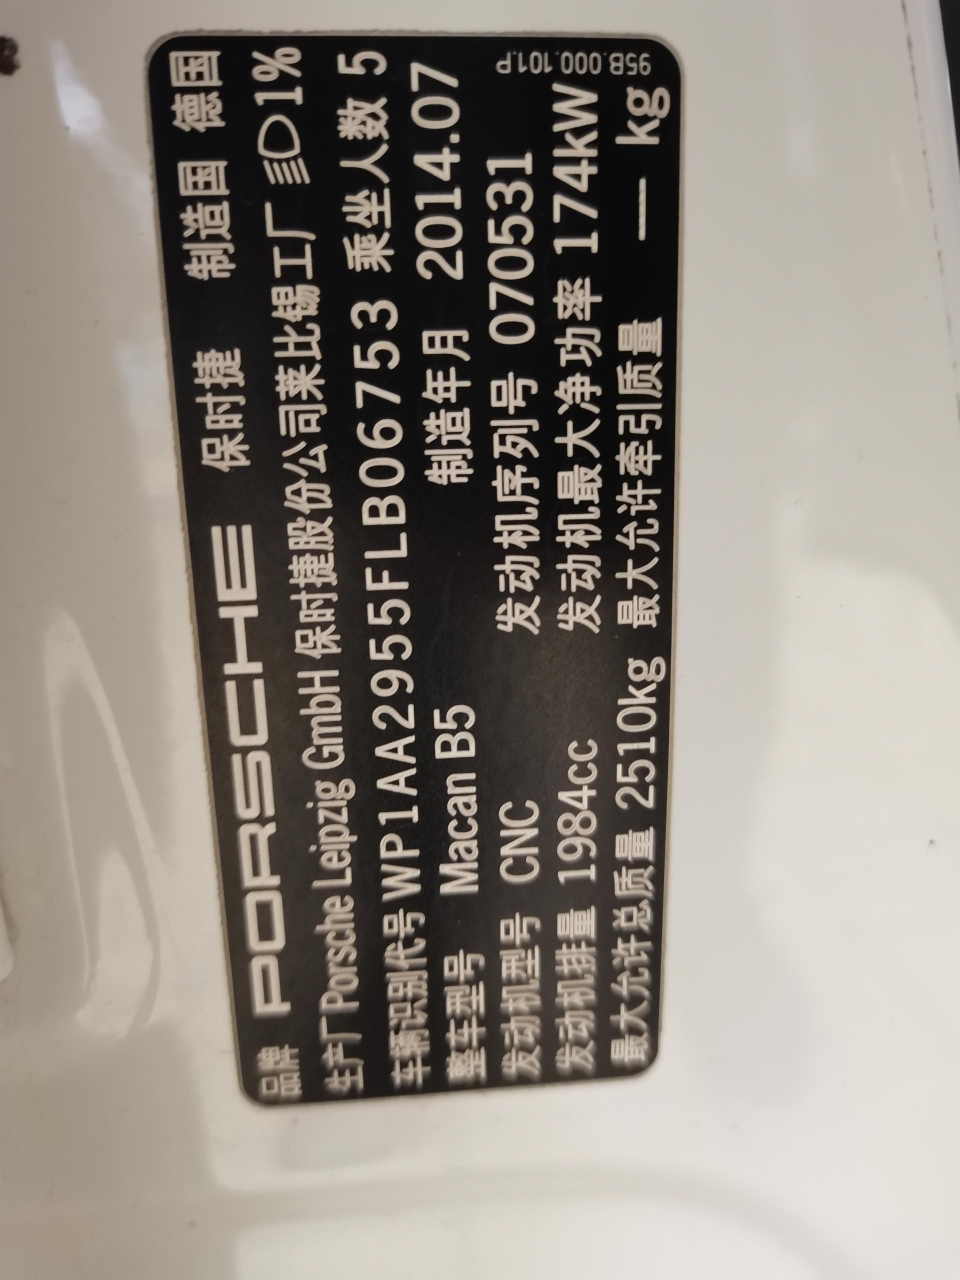 品牌 PORSCHE 保时捷 制造国 德国
生产厂 Porsche Leipzig GmbH 保时捷股份公司莱比锡工厂 1%
车辆识别代号 WP1AA2955FLB06753 乘坐人数 5
整车型号 Macan B5 制造年月 2014.07
发动机型号 CNC 发动机序列号 070531
发动机排量 1984cc 发动机最大净功率 174kW
最大允许总质量 2510kg 最大允许牵引质量 — kg
95B.000.101.P